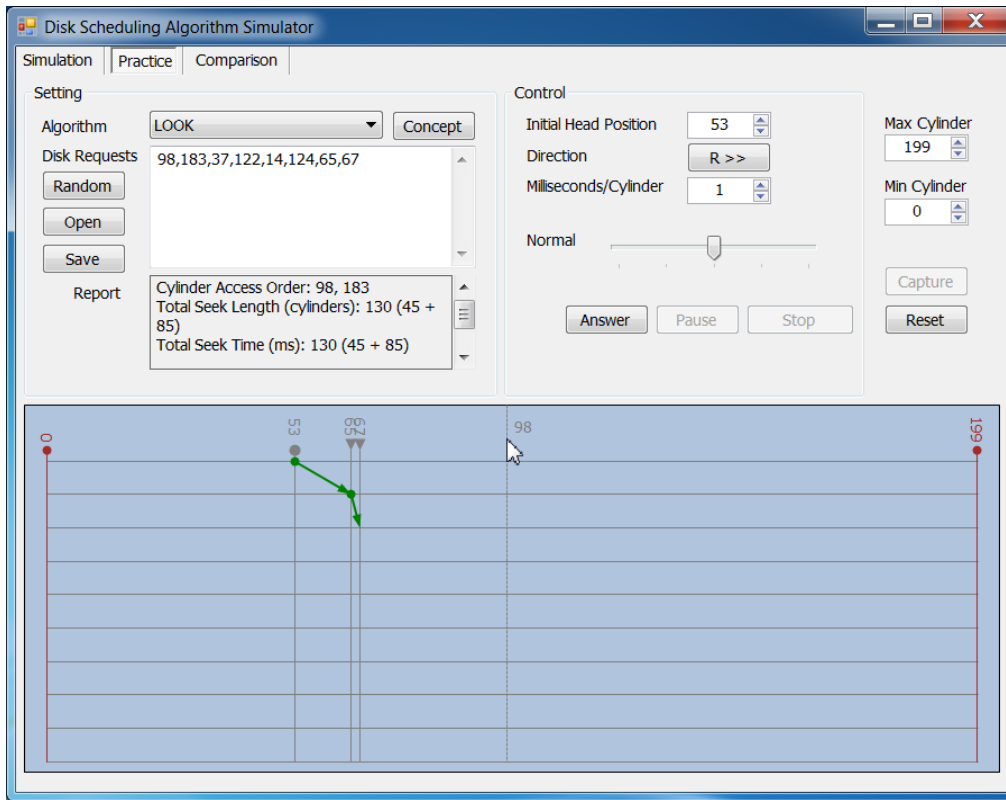 Disk Scheduling Algorithm Simulator
Simulation Practice Comparison
Setting
Algorithm LOOK Concept
Disk Requests 98,183,37,122,14,124,65,67
Random
Open
Save
Report
Cylinder Access Order: 98, 183
Total Seek Length (cylinders): 130 (45 +
85)
Total Seek Time (ms): 130 (45 + 85)
Control
Initial Head Position 53
Direction R >>
Milliseconds/Cylinder 1
Normal
Answer Pause Stop
Max Cylinder
199
Min Cylinder
0
Capture
Reset
0 53 65 67 98 199